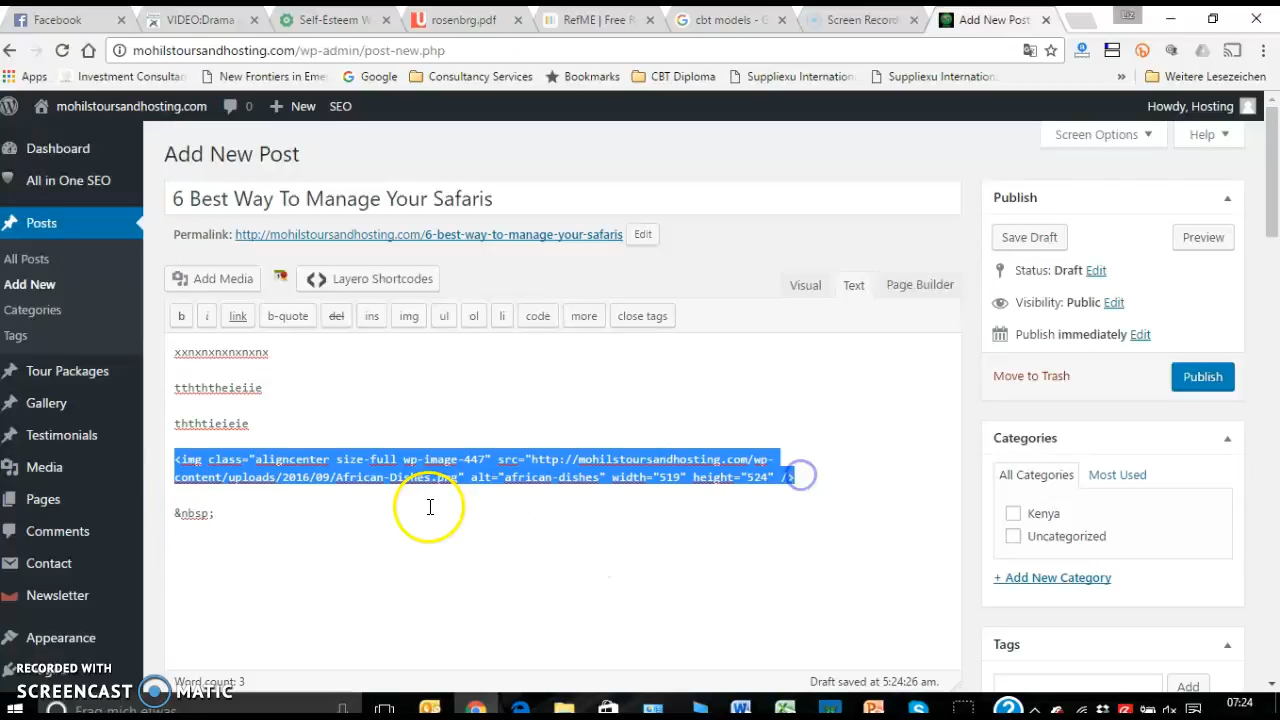 Facebook
VIDEO:Drama
Self-Esteem W
rosenbrg.pdf
RefME | Free R
cbt models - G
Screen Record
Add New Post
Liz
mohilstoursandhosting.com/wp-admin/post-new.php
Apps
Investment Consultan
New Frontiers in Eme
Google
Consultancy Services
Bookmarks
CBT Diploma
Suppliexu Internation
Suppliexu Internation
Weitere Lesezeichen
mohilstoursandhosting.com
0
New
SEO
Howdy, Hosting
Dashboard
All in One SEO
Posts
All Posts
Add New
Categories
Tags
Tour Packages
Gallery
Testimonials
Media
Pages
Comments
Contact
Newsletter
Appearance
Add New Post
Screen Options
Help
6 Best Way To Manage Your Safaris
Permalink: http://mohilstoursandhosting.com/6-best-way-to-manage-your-safaris Edit
Add Media
Layero Shortcodes
Visual
Text
Page Builder
b
i
link
b-quote
del
ins
img
ul
ol
li
code
more
close tags
xxnxnxnxnxnxnx
tthththeieiie
ththtieieie
<img class="aligncenter size-full wp-image-447" src="http://mohilstoursandhosting.com/wp-
content/uploads/2016/09/African-Dishes.png" alt="african-dishes" width="519" height="524" />
&nbsp;
Word count: 3
Draft saved at 5:24:26 am.
Publish
Save Draft
Preview
Status: Draft Edit
Visibility: Public Edit
Publish immediately Edit
Move to Trash
Publish
Categories
All Categories
Most Used
Kenya
Uncategorized
+ Add New Category
Tags
Add
RECORDED WITH
SCREENCAST MATIC
Frag mich etwas
07:24